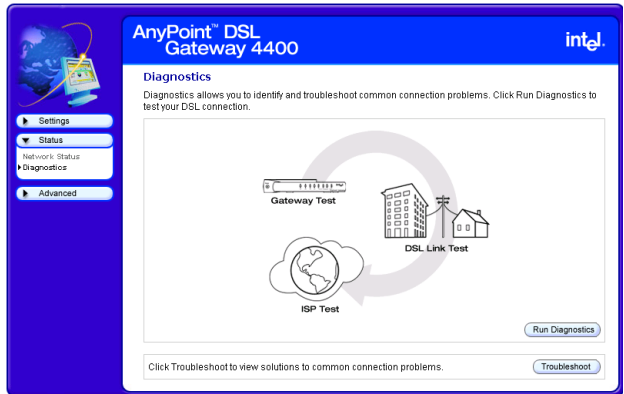 AnyPoint™ DSL
Gateway 4400
intel.
Settings
Status
Network Status
Diagnostics
Advanced
Diagnostics
Diagnostics allows you to identify and troubleshoot common connection problems. Click Run Diagnostics to
test your DSL connection.
Gateway Test
DSL Link Test
ISP Test
Run Diagnostics
Click Troubleshoot to view solutions to common connection problems.
Troubleshoot